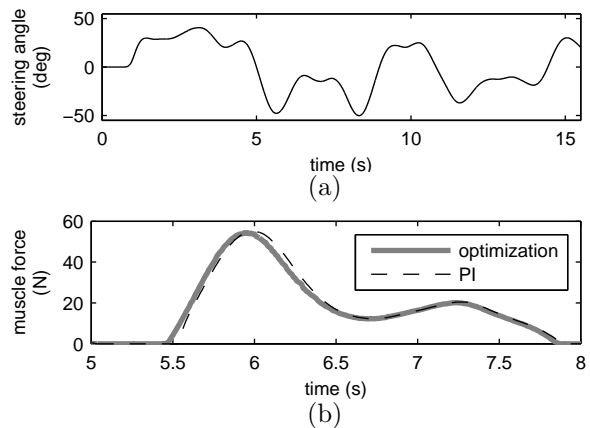 50
0
−50
steering angle
(deg)
0 5 10 15
time (s)
(a)
60
40
20
0
muscle force
(N)
optimization
PI
5 5.5 6 6.5 7 7.5 8
time (s)
(b)